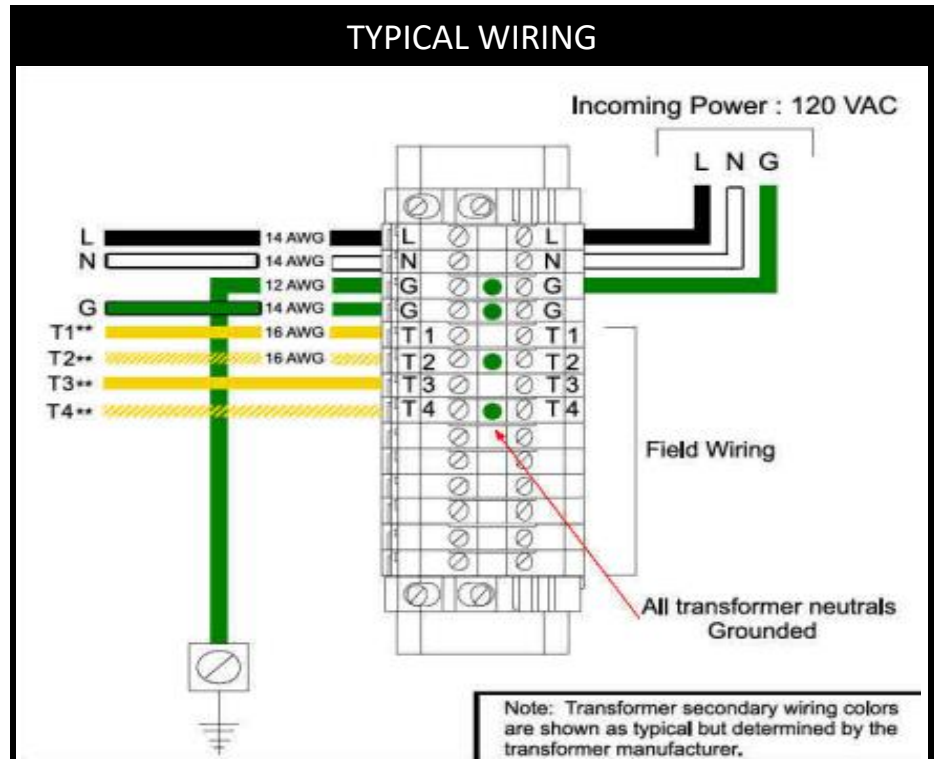 TYPICAL WIRING
Incoming Power : 120 VAC
L N G
L 14 AWG L L
N 14 AWG N N
12 AWG G G
G 14 AWG G G
T1** 16 AWG T 1 T 1
T2** 16 AWG T 2 T 2
T3** T 3 T 3
T4** T 4 T 4
Field Wiring
All transformer neutrals
Grounded
Note: Transformer secondary wiring colors
are shown as typical but determined by the
transformer manufacturer.